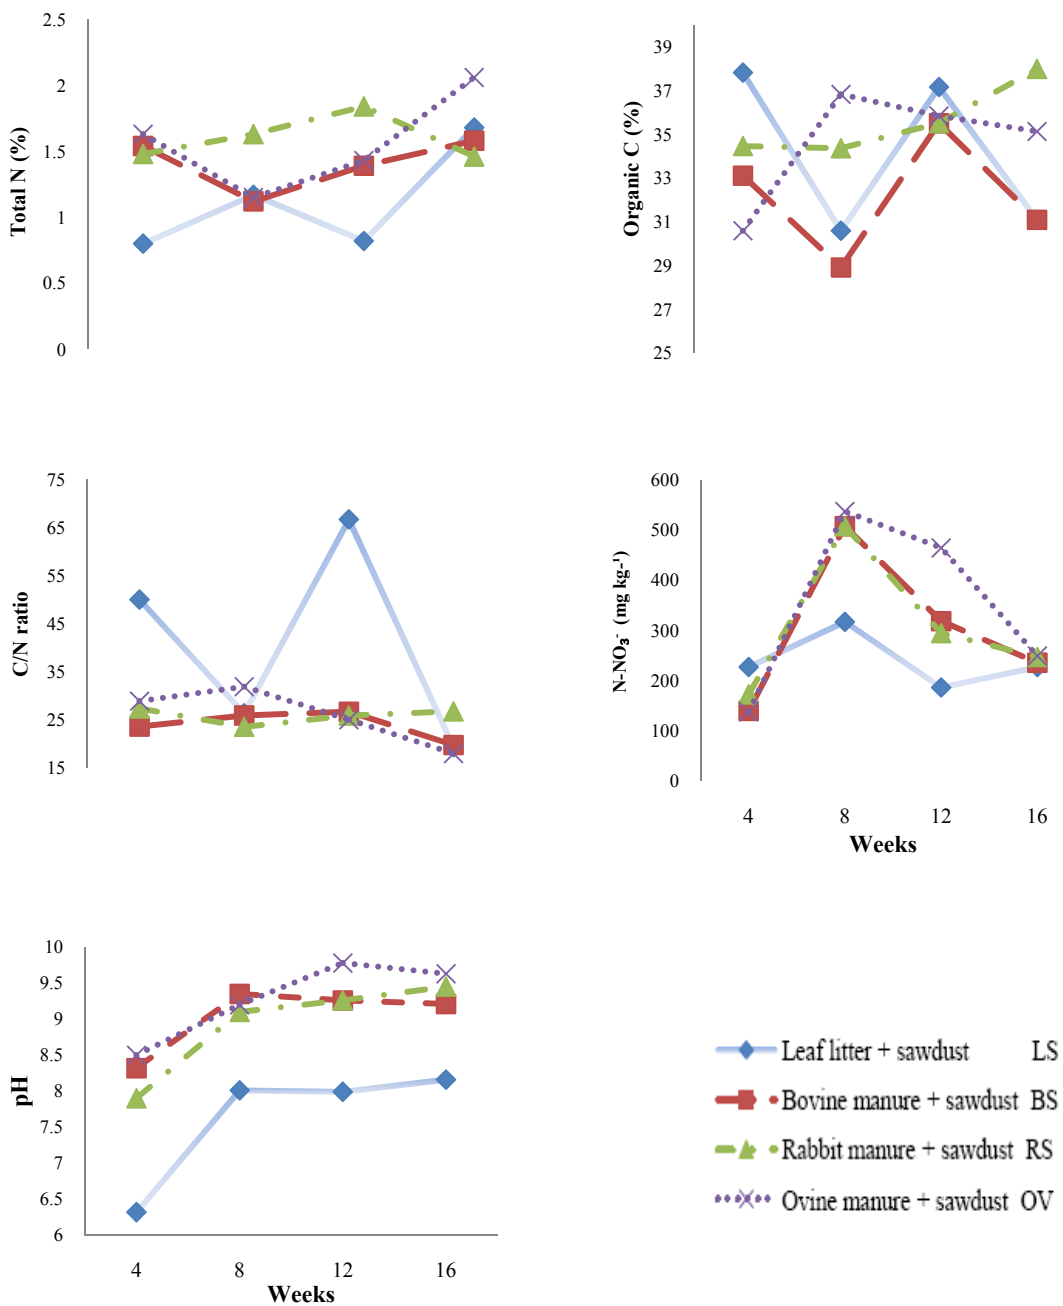 2.5
2
1.5
1
0.5
0
Total N (%)
39
37
35
33
31
29
27
25
Organic C (%)
75
65
55
45
35
25
15
C/N ratio
600
500
400
300
200
100
0
N-NO₃⁻ (mg kg-¹)
4 8 12 16
Weeks
10
9.5
9
8.5
8
7.5
7
6.5
6
pH
4 8 12 16
Weeks
Leaf litter + sawdust LS
Bovine manure + sawdust BS
Rabbit manure + sawdust RS
Ovine manure + sawdust OV